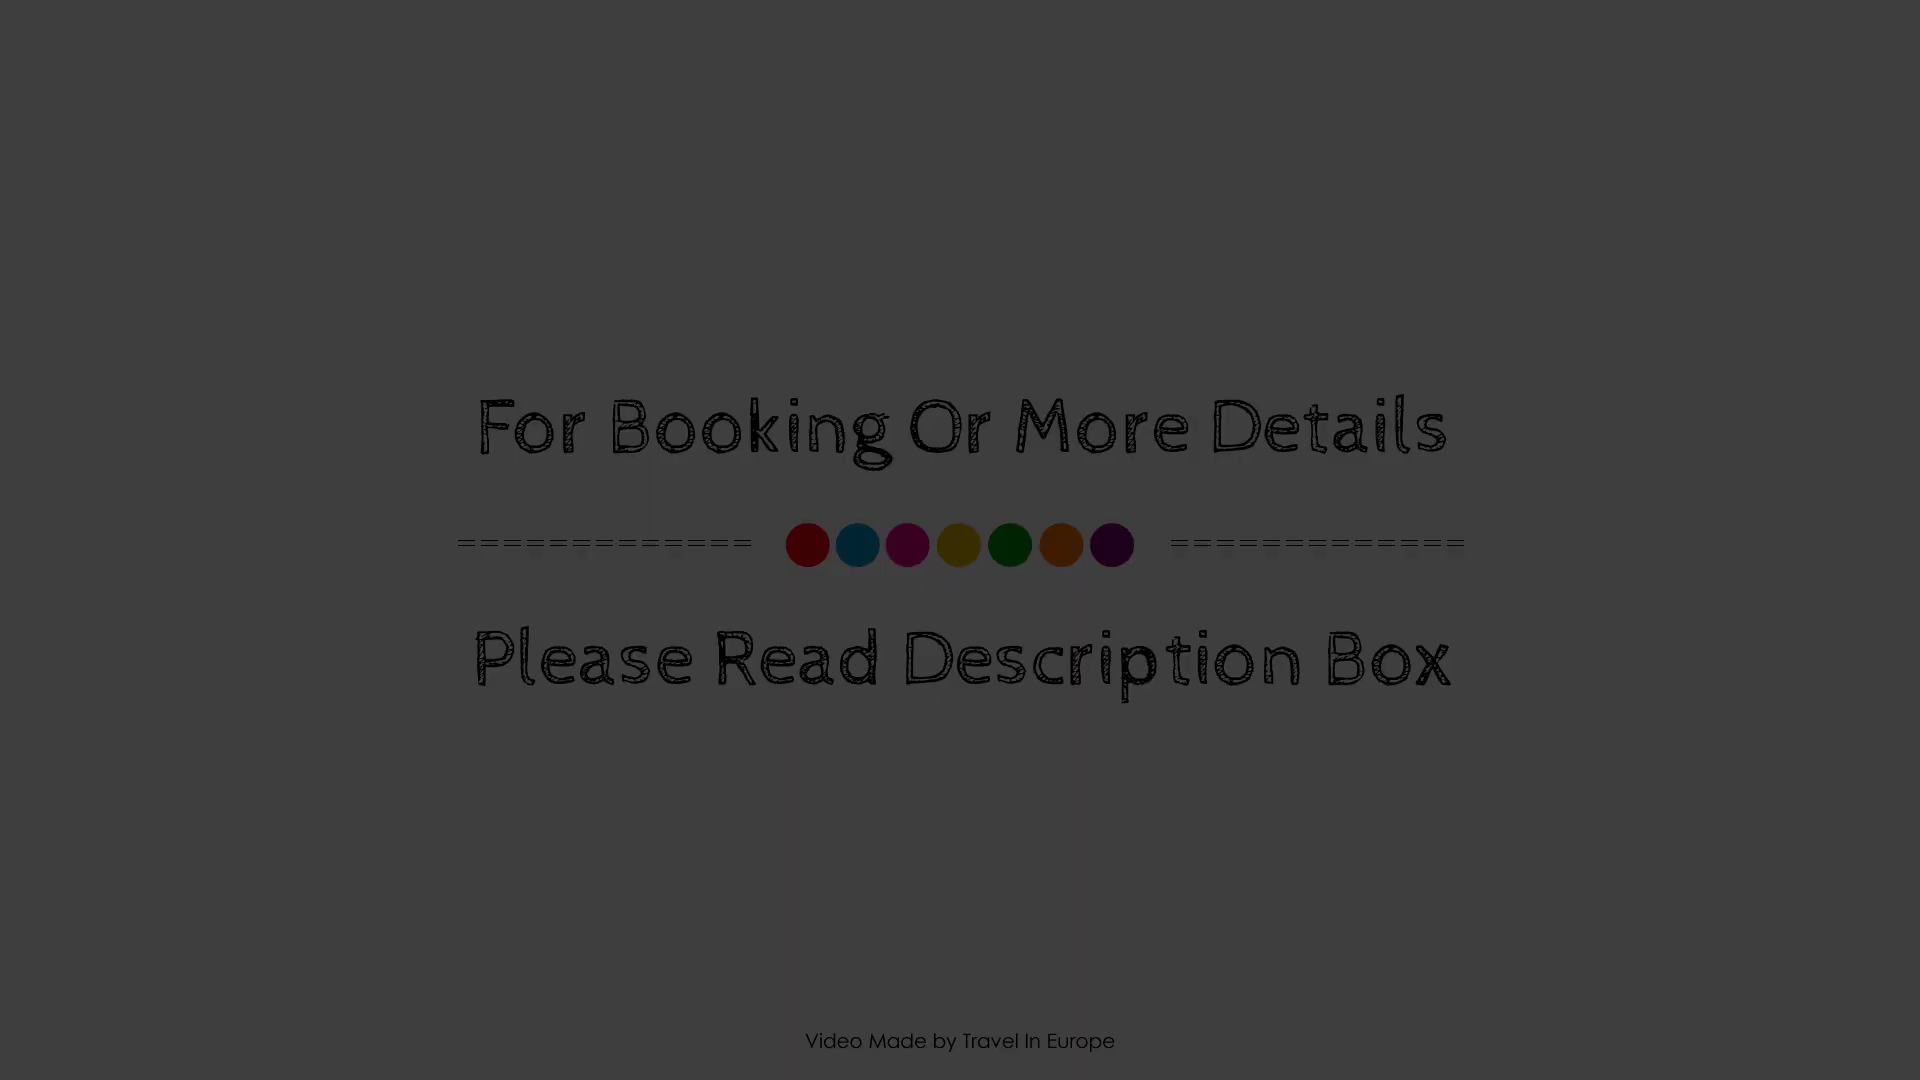 For Booking Or More Details
============= =============
Please Read Description Box
Video Made by Travel In Europe